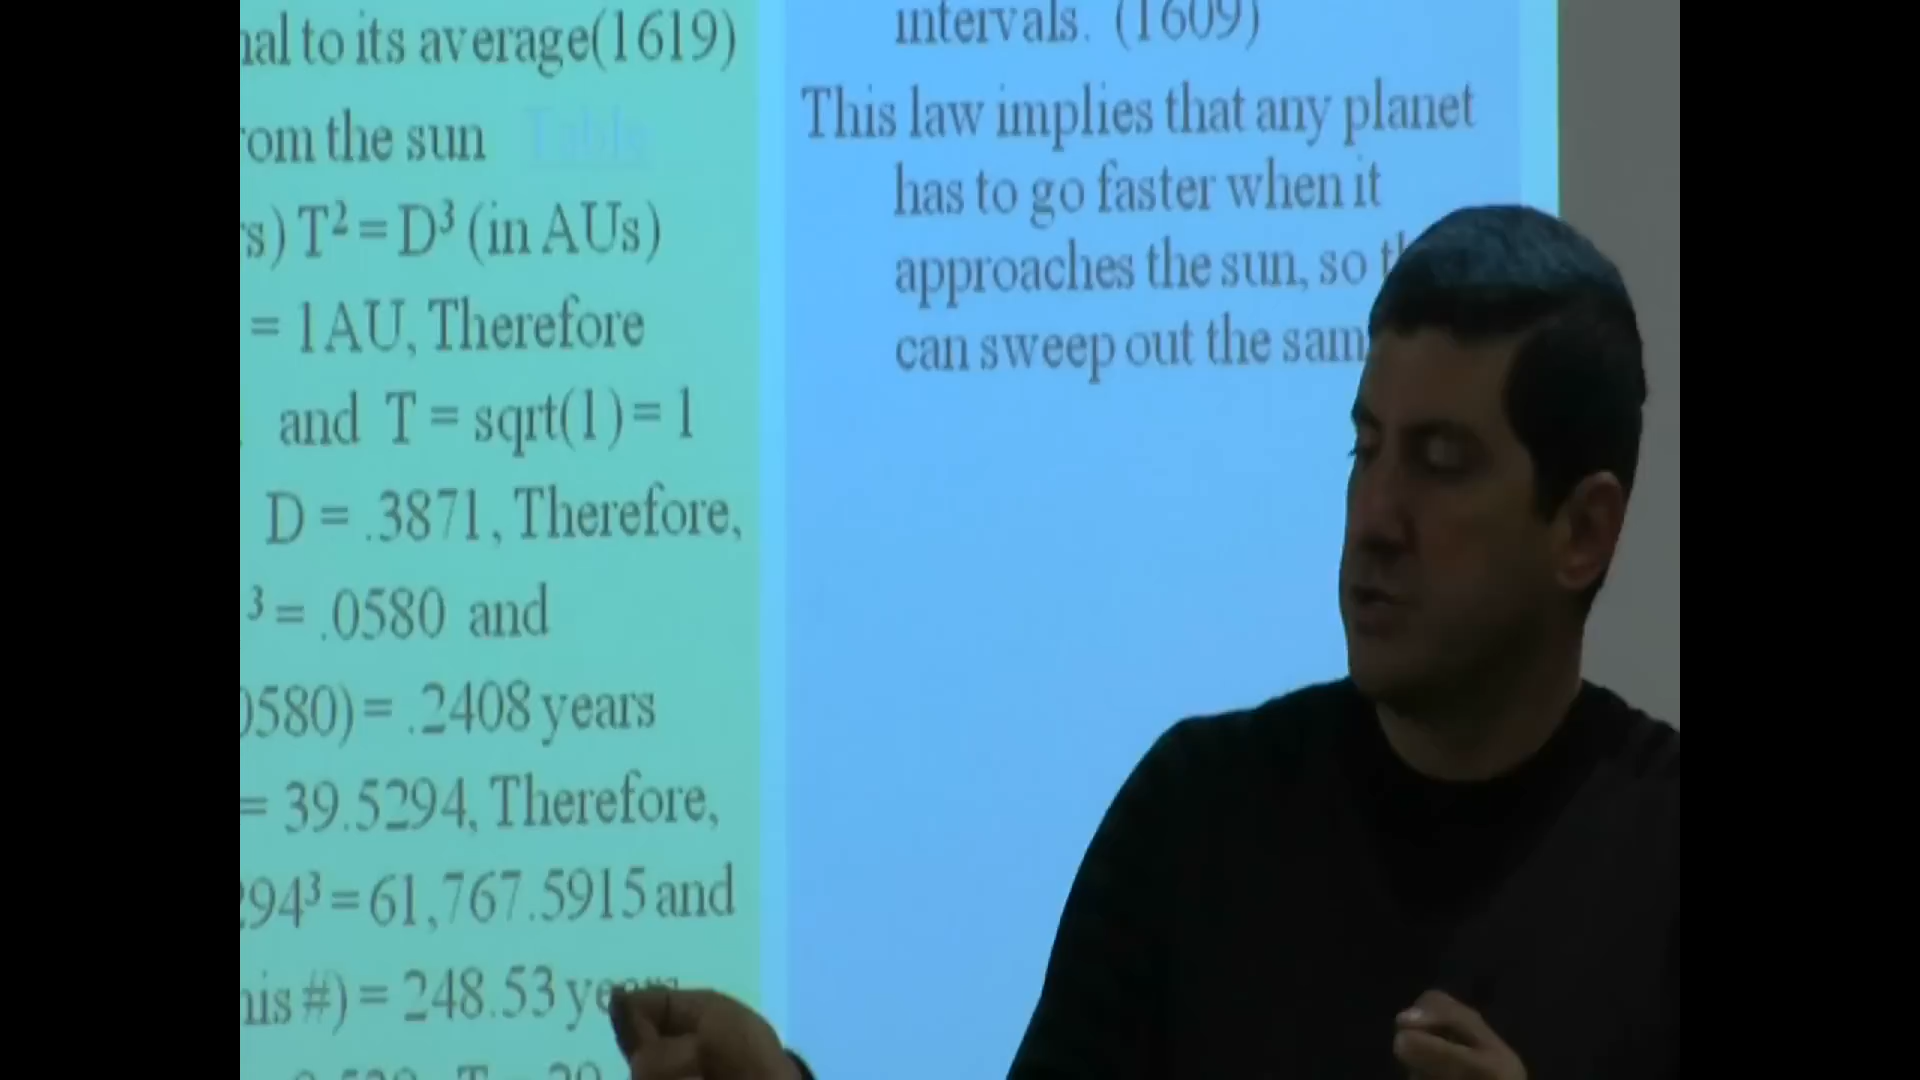 nal to its average(1619)
om the sun Table
s) T² = D³ (in AUs)
= 1AU, Therefore
and T = sqrt(1) = 1
D = .3871, Therefore,
³ = .0580 and
0580) = .2408 years
= 39.5294, Therefore,
294³ = 61,767.5915 and
his #) = 248.53 years
intervals. (1609)
This law implies that any planet
has to go faster when it
approaches the sun, so
can sweep out the sam